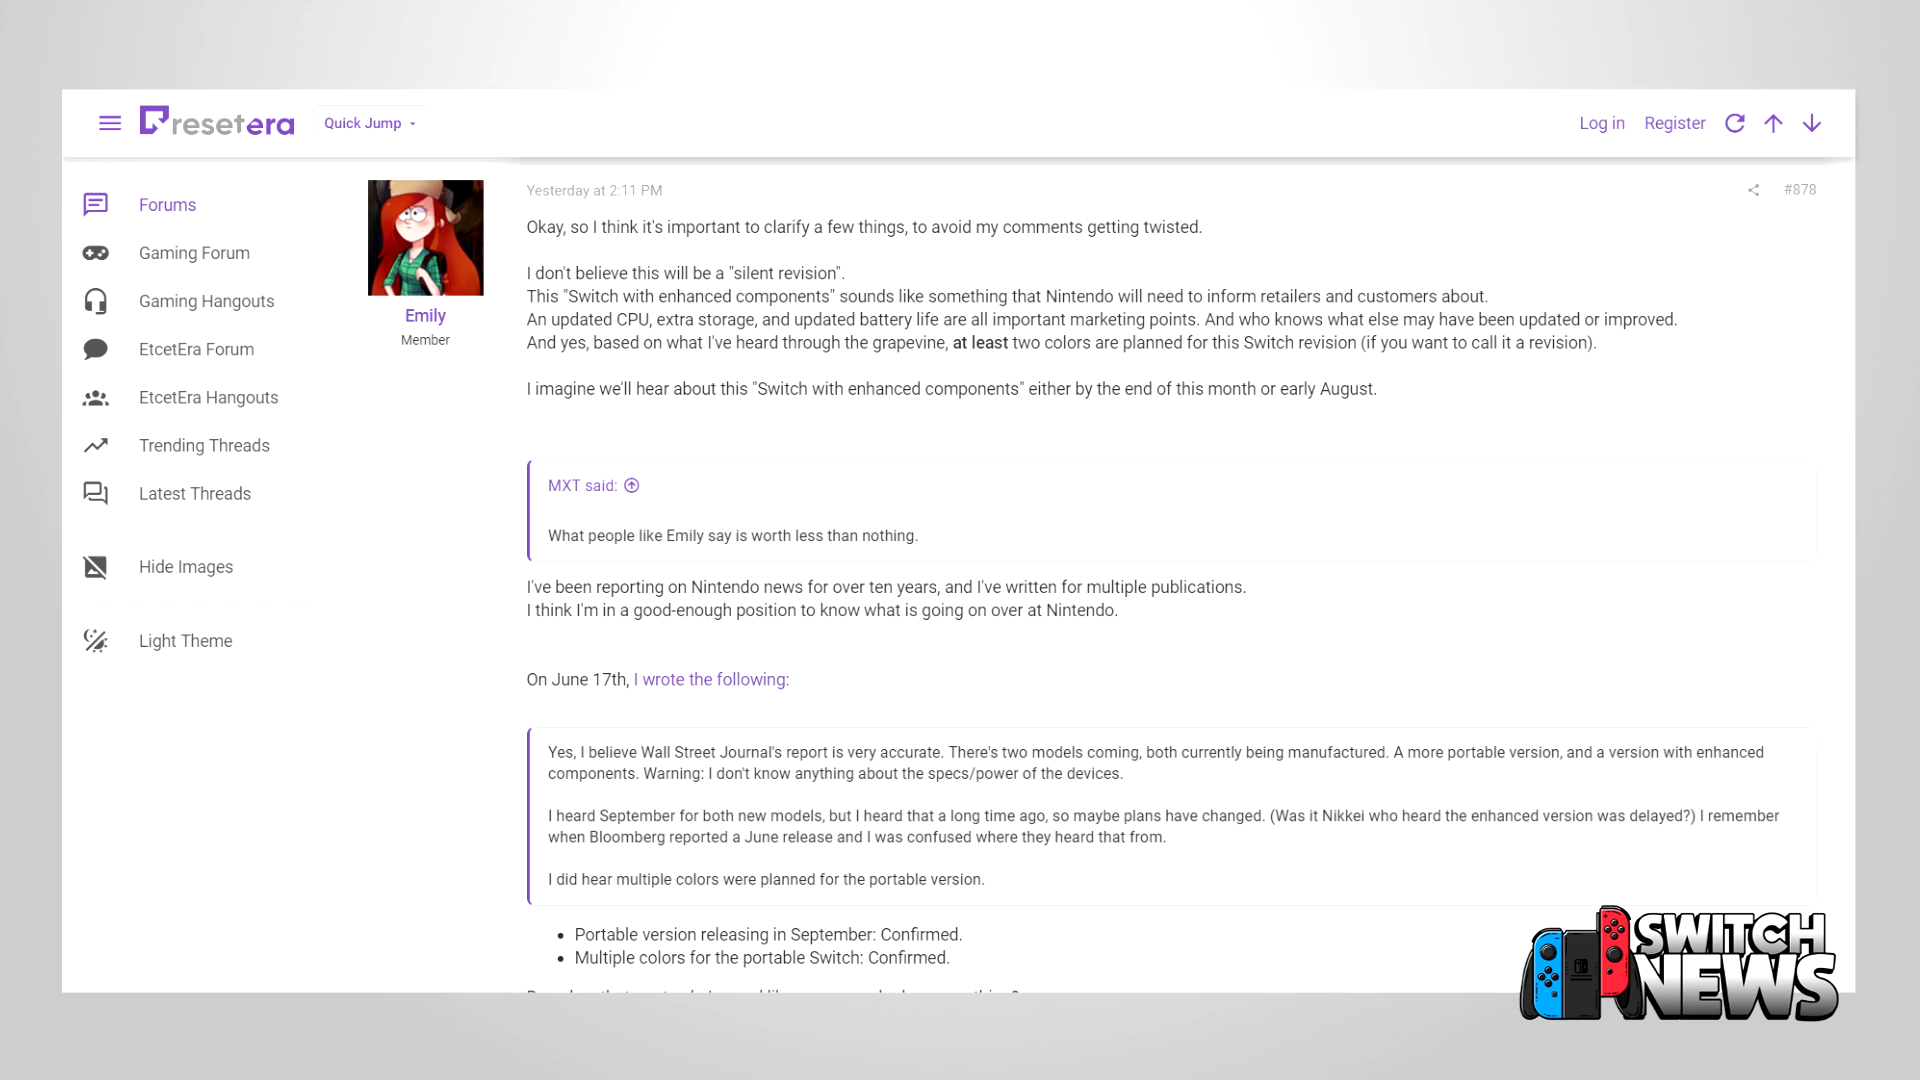 resetera
Quick Jump
Log in
Register
Forums
Gaming Forum
Gaming Hangouts
EtcetEra Forum
EtcetEra Hangouts
Trending Threads
Latest Threads
Hide Images
Light Theme
Emily
Member
Yesterday at 2:11 PM
#878
Okay, so I think it's important to clarify a few things, to avoid my comments getting twisted.
I don't believe this will be a "silent revision".
This "Switch with enhanced components" sounds like something that Nintendo will need to inform retailers and customers about.
An updated CPU, extra storage, and updated battery life are all important marketing points. And who knows what else may have been updated or improved.
And yes, based on what I've heard through the grapevine, at least two colors are planned for this Switch revision (if you want to call it a revision).
I imagine we'll hear about this "Switch with enhanced components" either by the end of this month or early August.
MXT said:
What people like Emily say is worth less than nothing.
I've been reporting on Nintendo news for over ten years, and I've written for multiple publications.
I think I'm in a good-enough position to know what is going on over at Nintendo.
On June 17th, I wrote the following:
Yes, I believe Wall Street Journal's report is very accurate. There's two models coming, both currently being manufactured. A more portable version, and a version with enhanced
components. Warning: I don't know anything about the specs/power of the devices.
I heard September for both new models, but I heard that a long time ago, so maybe plans have changed. (Was it Nikkei who heard the enhanced version was delayed?) I remember
when Bloomberg reported a June release and I was confused where they heard that from.
I did hear multiple colors were planned for the portable version.
• Portable version releasing in September: Confirmed.
• Multiple colors for the portable Switch: Confirmed.
SWITCH
NEWS